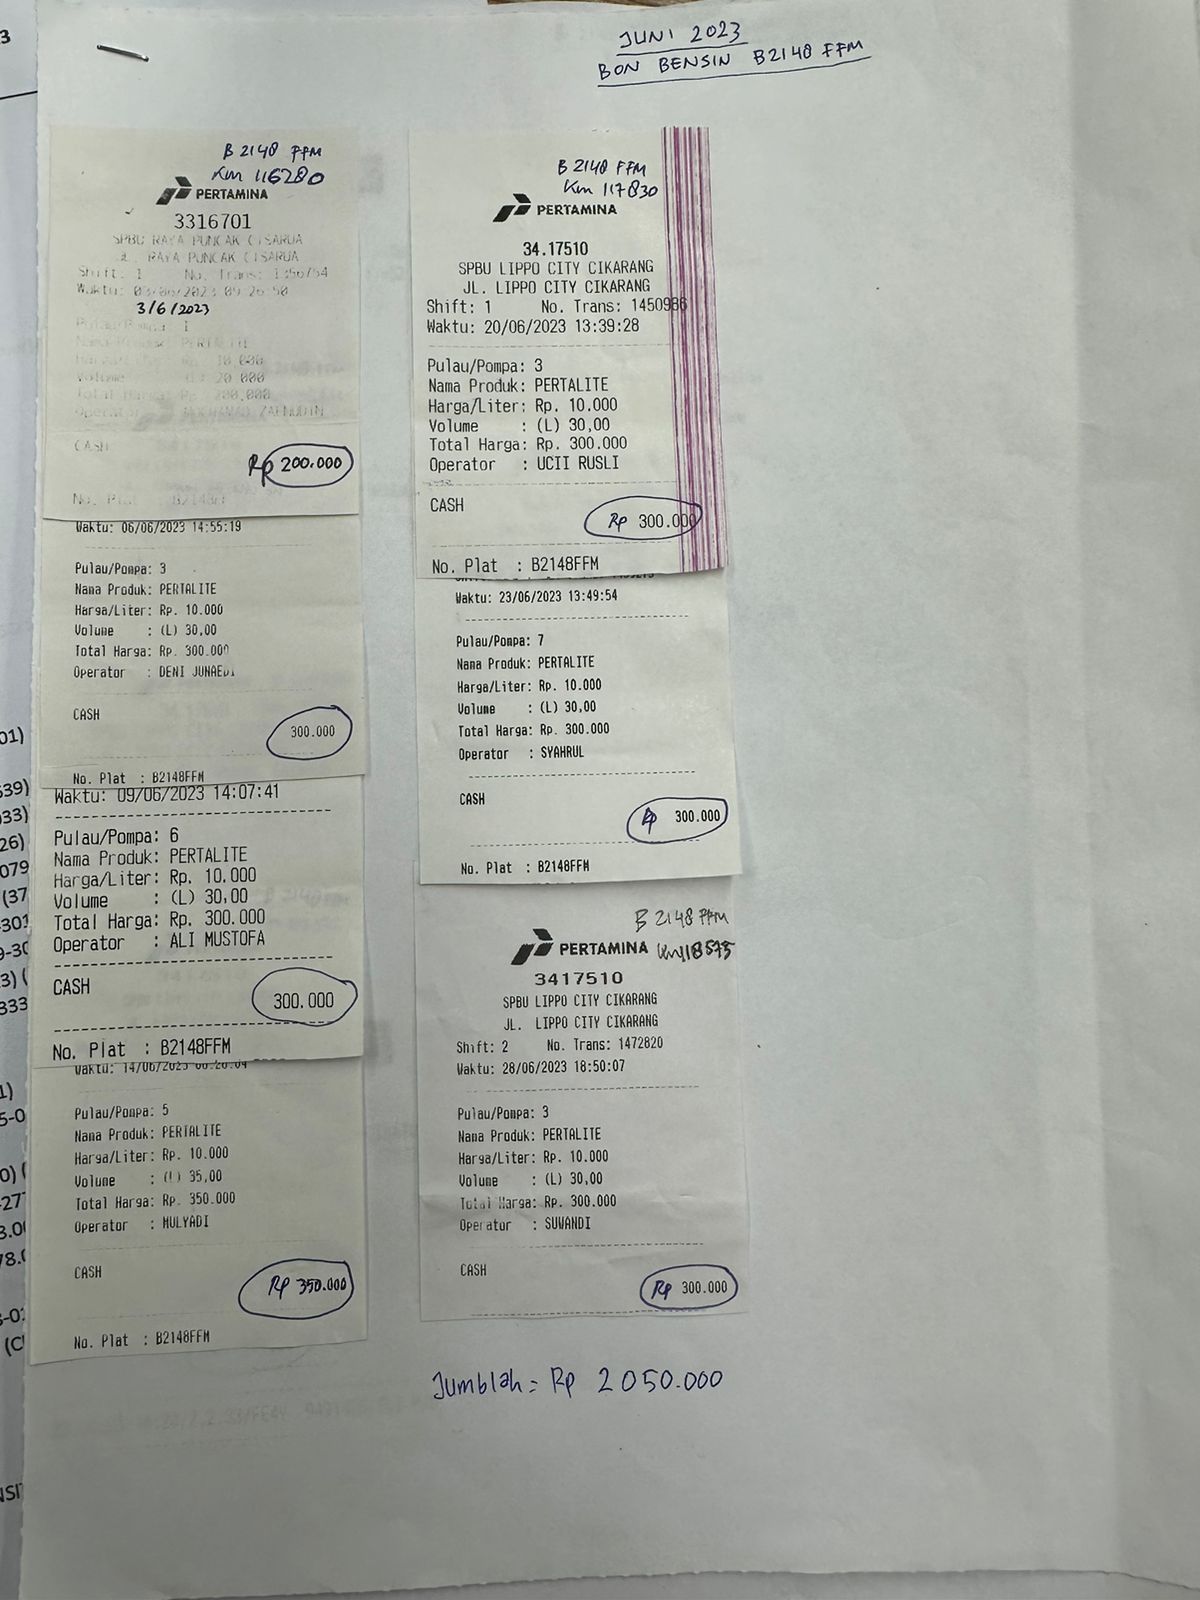 JUNI 2023
BON BENSIN B2148 FFM
B 2148 FFM
Km 116280
PERTAMINA
3316701
SPBU RAYA PUNCAK CISARUA
JL. RAYA PUNCAK CISARUA
Shift: 1 No. Trans: 1356754
Waktu: 03/06/2023 09:26:50
3/6/2023
Pulau/Pompa: 1
Nama Produk: PERTALITE
Harga/Liter: Rp. 10.000
Volume : (L) 20.000
Total Harga: Rp. 200.000
Operator : ZAENUDIN
CASH
Rp 200.000
No. Plat : B2148
Waktu: 06/06/2023 14:55:19
Pulau/Pompa: 3
Nama Produk: PERTALITE
Harga/Liter: Rp. 10.000
Volume : (L) 30,00
Total Harga: Rp. 300.000
Operator : DENI JUNAEDI
CASH
300.000
No. Plat : B2148FFM
Waktu: 09/06/2023 14:07:41
Pulau/Pompa: 6
Nama Produk: PERTALITE
Harga/Liter: Rp. 10.000
Volume : (L) 30,00
Total Harga: Rp. 300.000
Operator : ALI MUSTOFA
CASH
300.000
No. Plat : B2148FFM
Waktu: 14/06/2023
Pulau/Pompa: 5
Nama Produk: PERTALITE
Harga/Liter: Rp. 10.000
Volume : (L) 35,00
Total Harga: Rp. 350.000
Operator : MULYADI
CASH
Rp 350.000
No. Plat : B2148FFM
B 2148 FFM
Km 117830
PERTAMINA
34.17510
SPBU LIPPO CITY CIKARANG
JL. LIPPO CITY CIKARANG
Shift: 1 No. Trans: 1450986
Waktu: 20/06/2023 13:39:28
Pulau/Pompa: 3
Nama Produk: PERTALITE
Harga/Liter: Rp. 10.000
Volume : (L) 30,00
Total Harga: Rp. 300.000
Operator : UCII RUSLI
CASH
Rp 300.000
No. Plat : B2148FFM
Waktu: 23/06/2023 13:49:54
Pulau/Pompa: 7
Nama Produk: PERTALITE
Harga/Liter: Rp. 10.000
Volume : (L) 30,00
Total Harga: Rp. 300.000
Operator : SYAHRUL
CASH
Rp 300.000
No. Plat : B2148FFM
B 2148 FFM
PERTAMINA Km 118575
3417510
SPBU LIPPO CITY CIKARANG
JL. LIPPO CITY CIKARANG
Shift: 2 No. Trans: 1472820
Waktu: 28/06/2023 18:50:07
Pulau/Pompa: 3
Nama Produk: PERTALITE
Harga/Liter: Rp. 10.000
Volume : (L) 30,00
Total Harga: Rp. 300.000
Operator : SUWANDI
CASH
Rp 300.000
Jumblah = Rp 2050.000